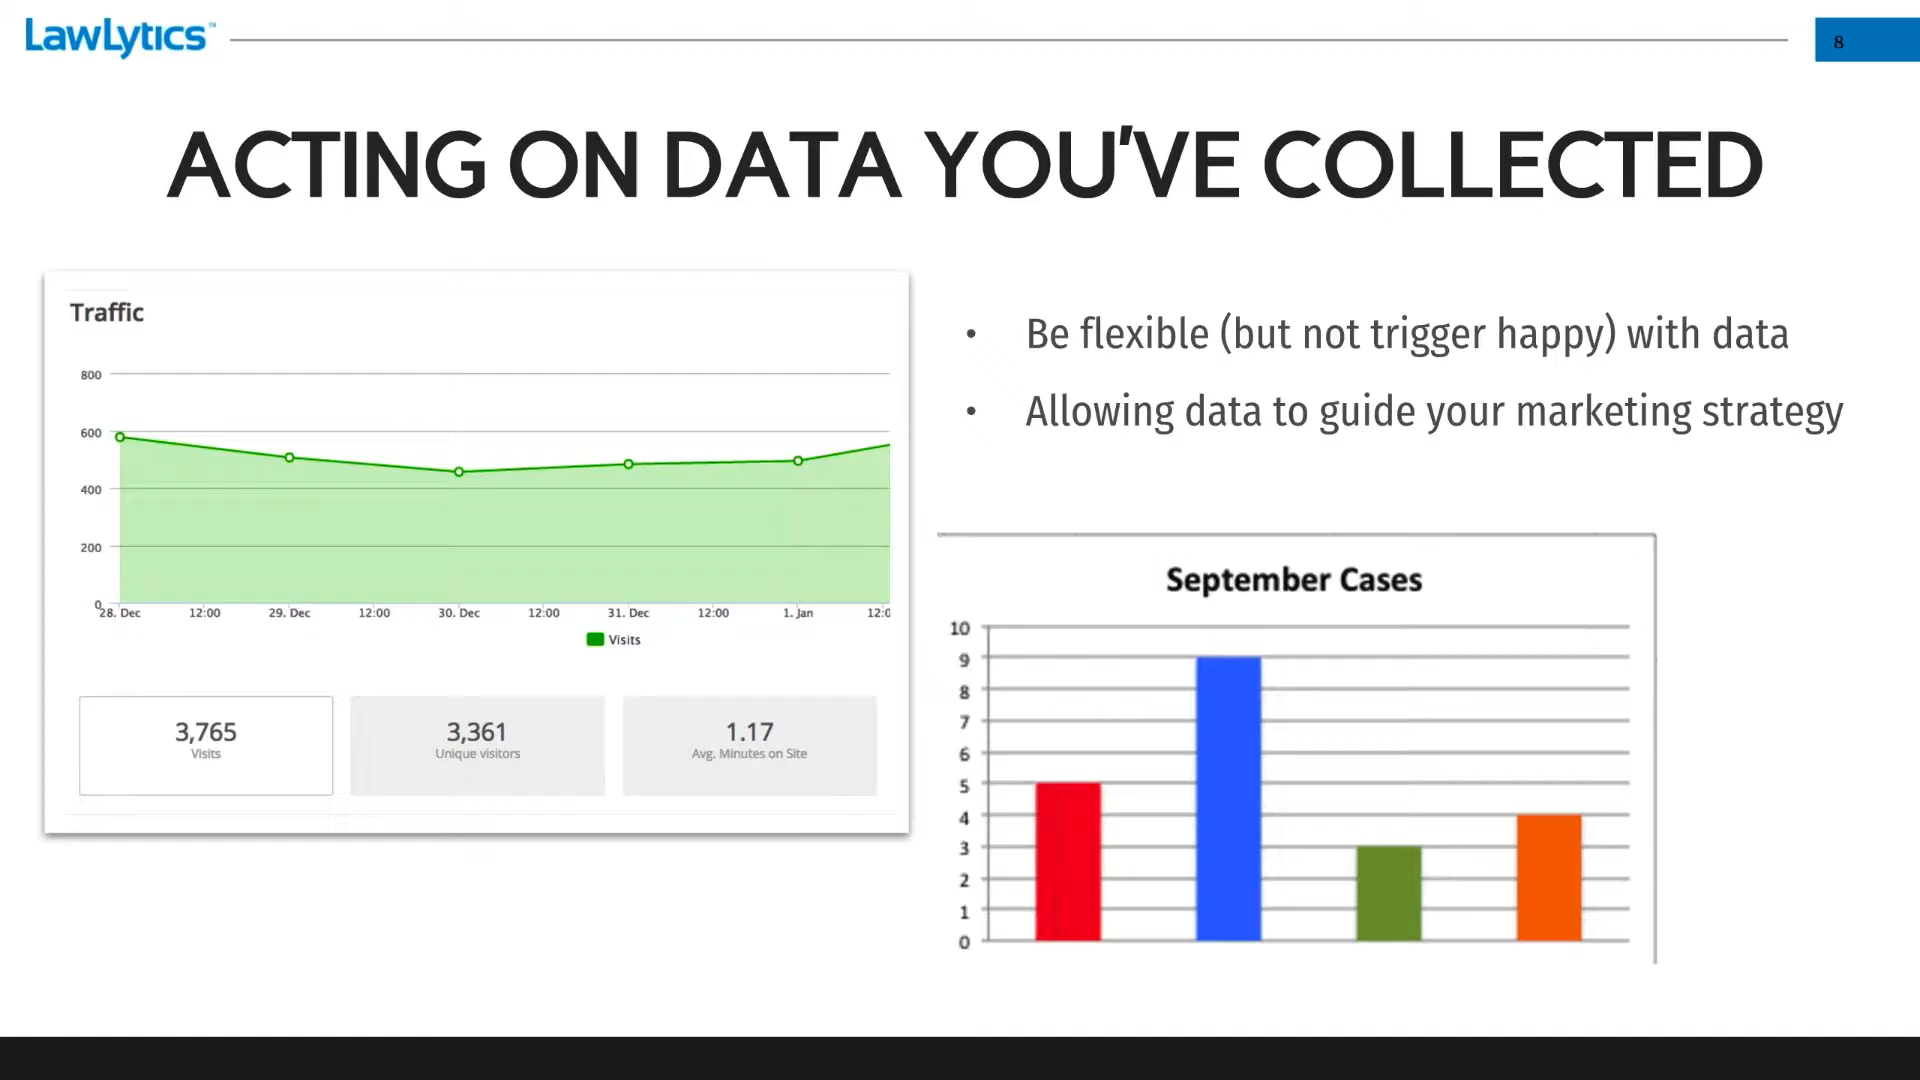 LawLytics™
8
ACTING ON DATA YOU'VE COLLECTED
Traffic
800
600
400
200
0
28. Dec 12:00 29. Dec 12:00 30. Dec 12:00 31. Dec 12:00 1. Jan 12:0
Visits
3,765
Visits
3,361
Unique visitors
1.17
Avg. Minutes on Site
• Be flexible (but not trigger happy) with data
• Allowing data to guide your marketing strategy
September Cases
10
9
8
7
6
5
4
3
2
1
0